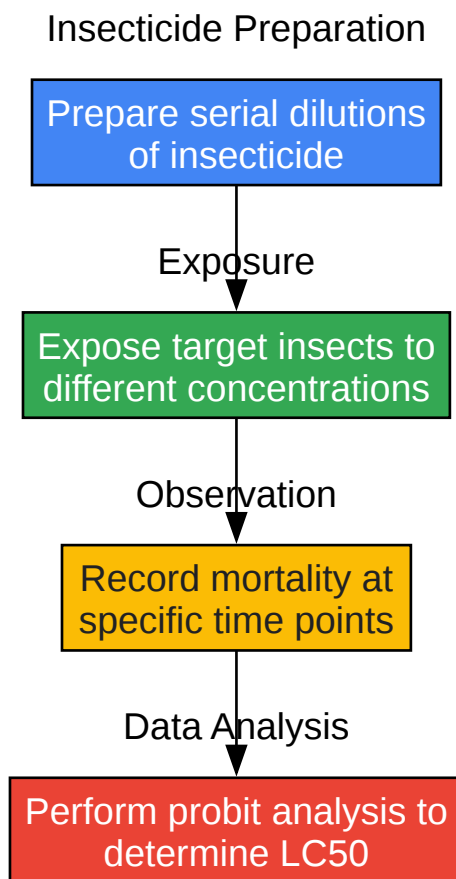 Insecticide Preparation
Prepare serial dilutions
of insecticide
Exposure
Expose target insects to
different concentrations
Observation
Record mortality at
specific time points
Data Analysis
Perform probit analysis to
determine LC50